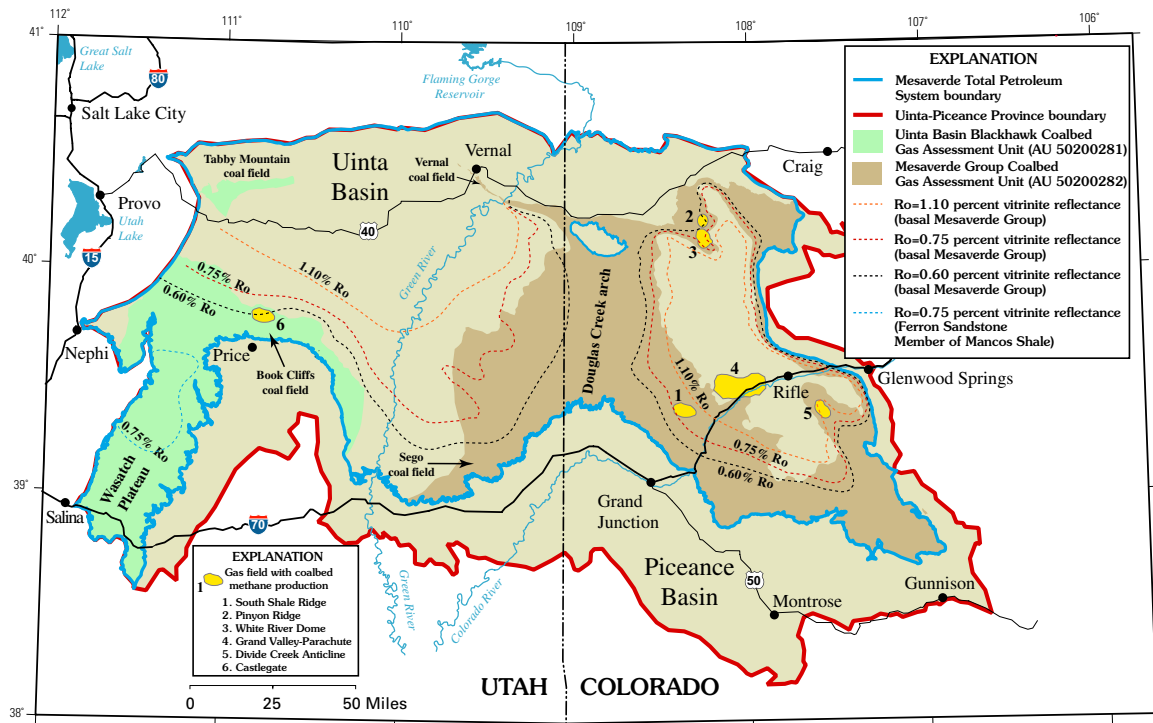 112°
111°
110°
109°
108°
107°
106°
41°
40°
39°
38°
Great Salt
Lake
80
Salt Lake City
Flaming Gorge
Reservoir
Tabby Mountain
coal field
Uinta
Basin
Vernal
Vernal
coal field
Craig
Provo
Utah
Lake
15
40
Green River
Nephi
0.75% Ro
0.60% Ro
1.10% Ro
6
Price
Book Cliffs
coal field
Douglas Creek arch
2
3
1.10% Ro
4
1
Rifle
5
Glenwood Springs
0.75% Ro
0.60% Ro
0.75% Ro
Wasatch
Plateau
Sego
coal field
Salina
70
Grand
Junction
Green River
Colorado River
Piceance
Basin
50
Montrose
Gunnison
UTAH
COLORADO
EXPLANATION
Mesaverde Total Petroleum
System boundary
Uinta-Piceance Province boundary
Uinta Basin Blackhawk Coalbed
Gas Assessment Unit (AU 50200281)
Mesaverde Group Coalbed
Gas Assessment Unit (AU 50200282)
Ro=1.10 percent vitrinite reflectance
(basal Mesaverde Group)
Ro=0.75 percent vitrinite reflectance
(basal Mesaverde Group)
Ro=0.60 percent vitrinite reflectance
(basal Mesaverde Group)
Ro=0.75 percent vitrinite reflectance
(Ferron Sandstone
Member of Mancos Shale)
EXPLANATION
Gas field with coalbed
methane production
1
1. South Shale Ridge
2. Pinyon Ridge
3. White River Dome
4. Grand Valley-Parachute
5. Divide Creek Anticline
6. Castlegate
0 25 50 Miles